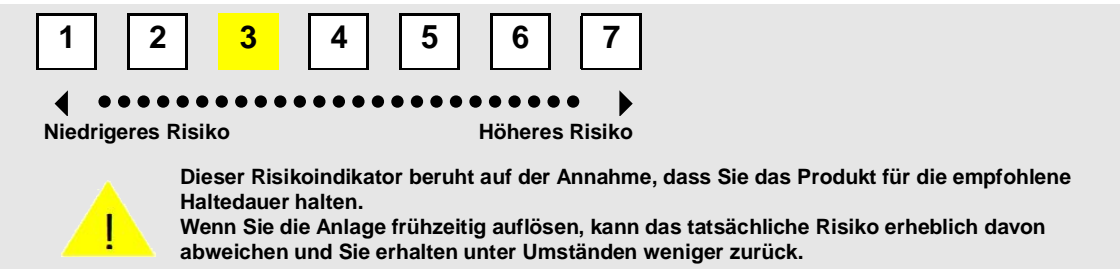 1 2 3 4 5 6 7
Niedrigeres Risiko Höheres Risiko
Dieser Risikoindikator beruht auf der Annahme, dass Sie das Produkt für die empfohlene
Haltedauer halten.
Wenn Sie die Anlage frühzeitig auflösen, kann das tatsächliche Risiko erheblich davon
abweichen und Sie erhalten unter Umständen weniger zurück.
!